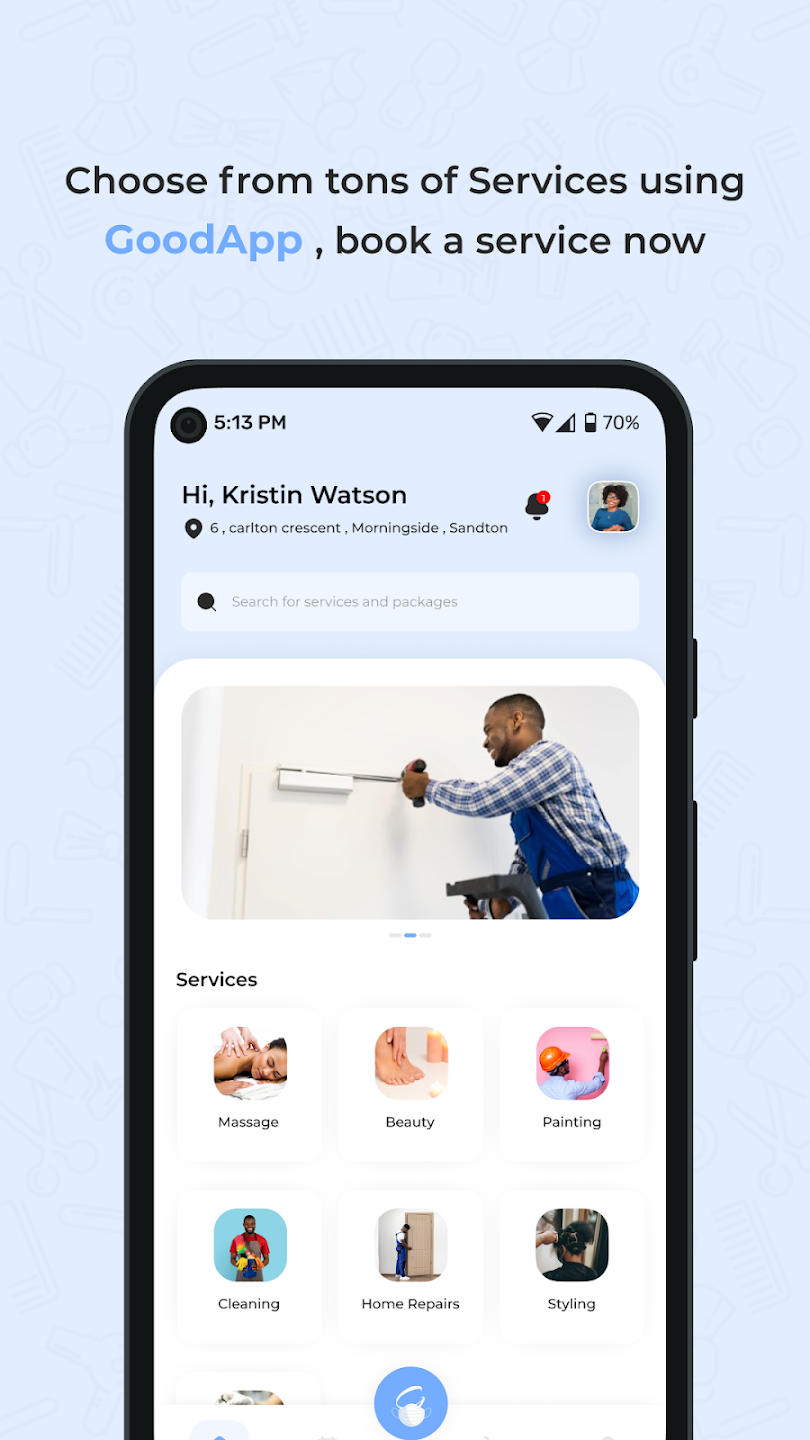 Choose from tons of Services using
GoodApp , book a service now
5:13 PM
70%
Hi, Kristin Watson
1
6 , carlton crescent , Morningside , Sandton
Search for services and packages
Services
Massage
Beauty
Painting
Cleaning
Home Repairs
Styling